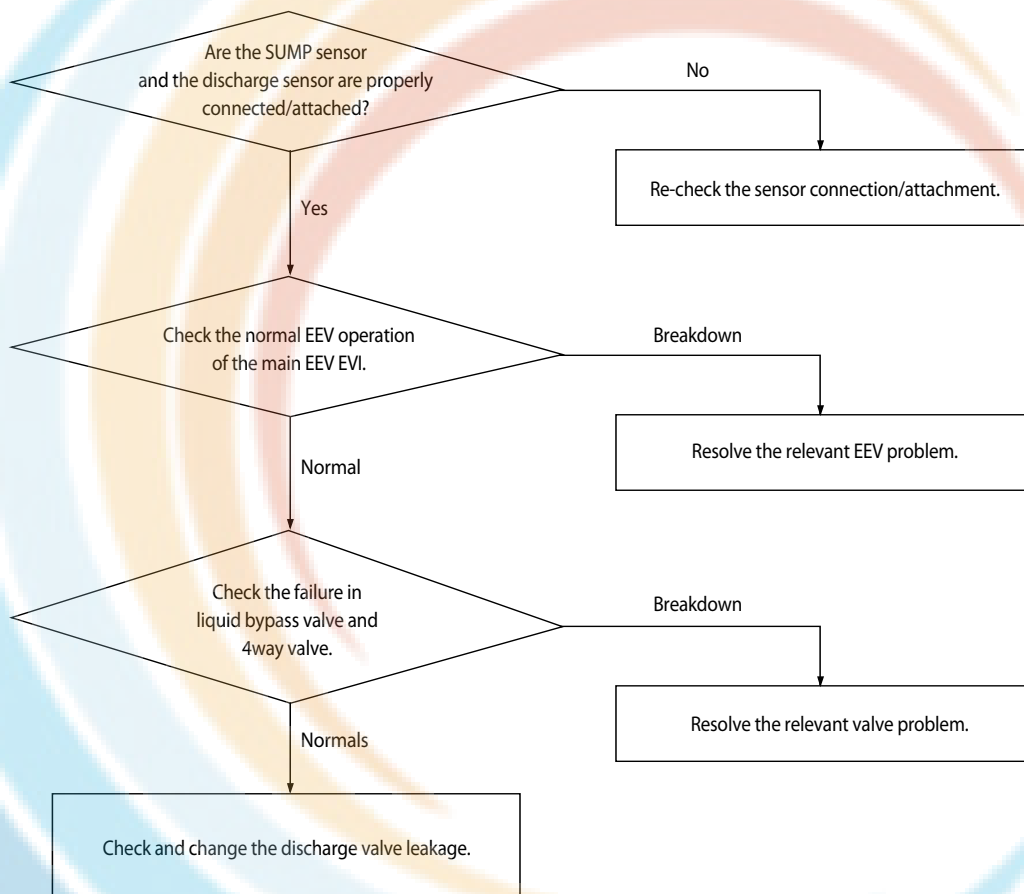 Are the SUMP sensor
and the discharge sensor are properly
connected/attached?
No
Re-check the sensor connection/attachment.
Yes
Check the normal EEV operation
of the main EEV EVI.
Breakdown
Resolve the relevant EEV problem.
Normal
Check the failure in
liquid bypass valve and
4way valve.
Breakdown
Resolve the relevant valve problem.
Normals
Check and change the discharge valve leakage.